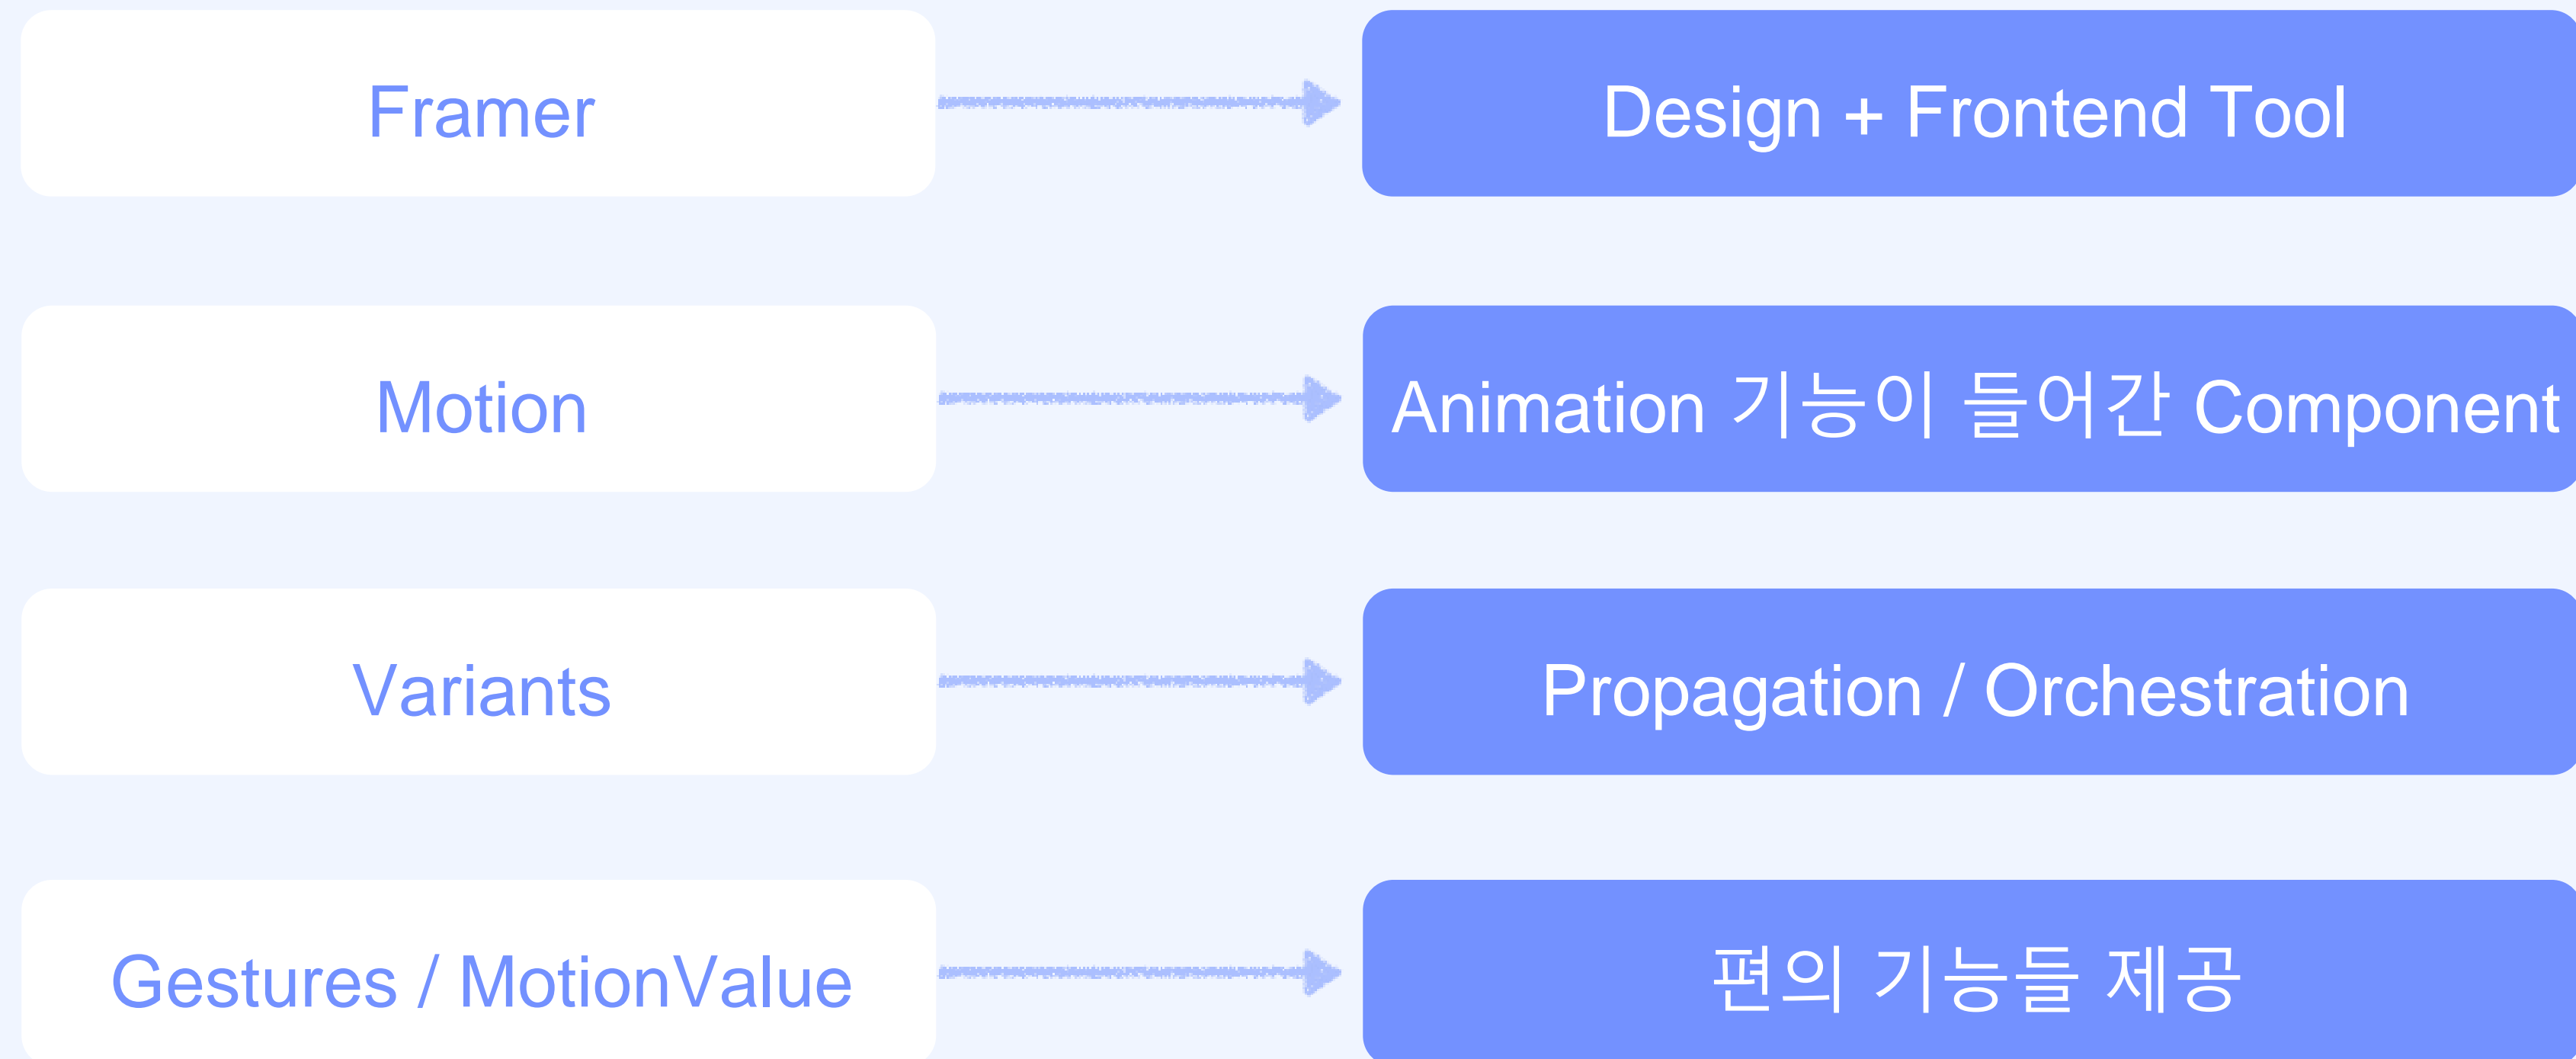 Framer
Design + Frontend Tool
Motion
Animation 기능이 들어간 Component
Variants
Propagation / Orchestration
Gestures / MotionValue
편의 기능들 제공